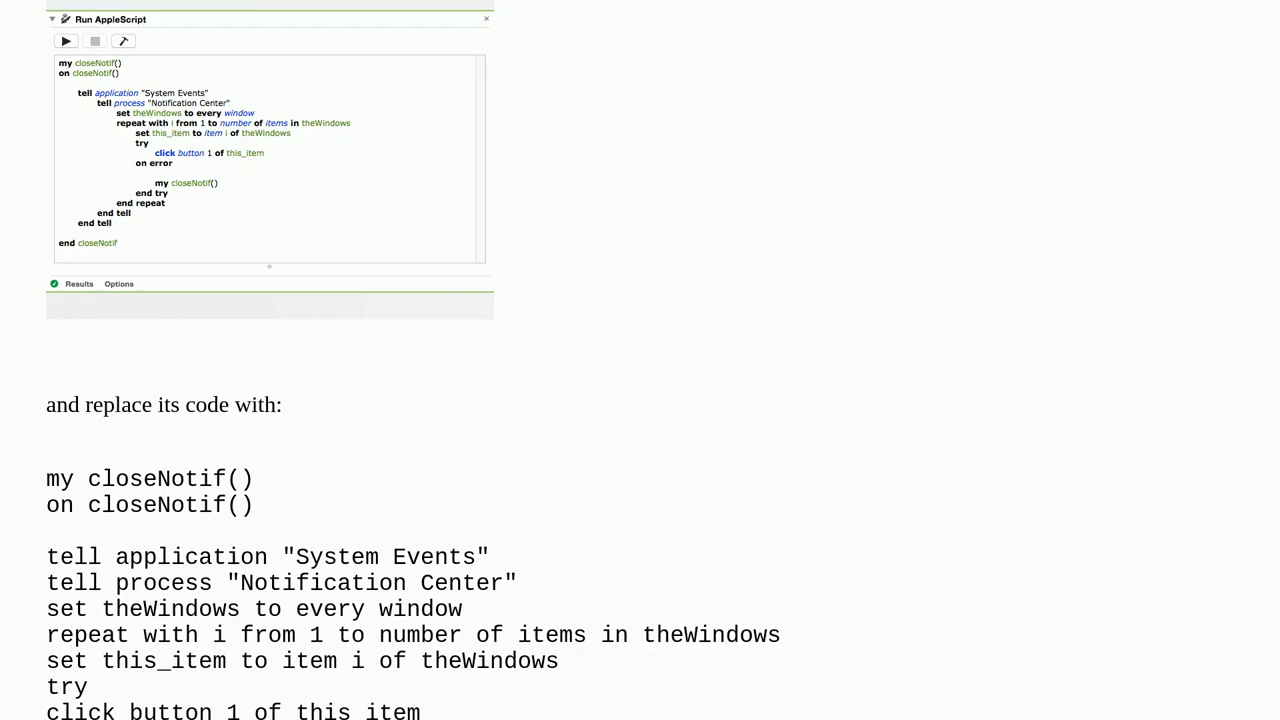 Run AppleScript
my closeNotif()
on closeNotif()
tell application "System Events"
tell process "Notification Center"
set theWindows to every window
repeat with i from 1 to number of items in theWindows
set this_item to item i of theWindows
try
click button 1 of this_item
on error
my closeNotif()
end try
end repeat
end tell
end tell
end closeNotif
Results Options
and replace its code with:
my closeNotif()
on closeNotif()
tell application "System Events"
tell process "Notification Center"
set theWindows to every window
repeat with i from 1 to number of items in theWindows
set this_item to item i of theWindows
try
click button 1 of this_item